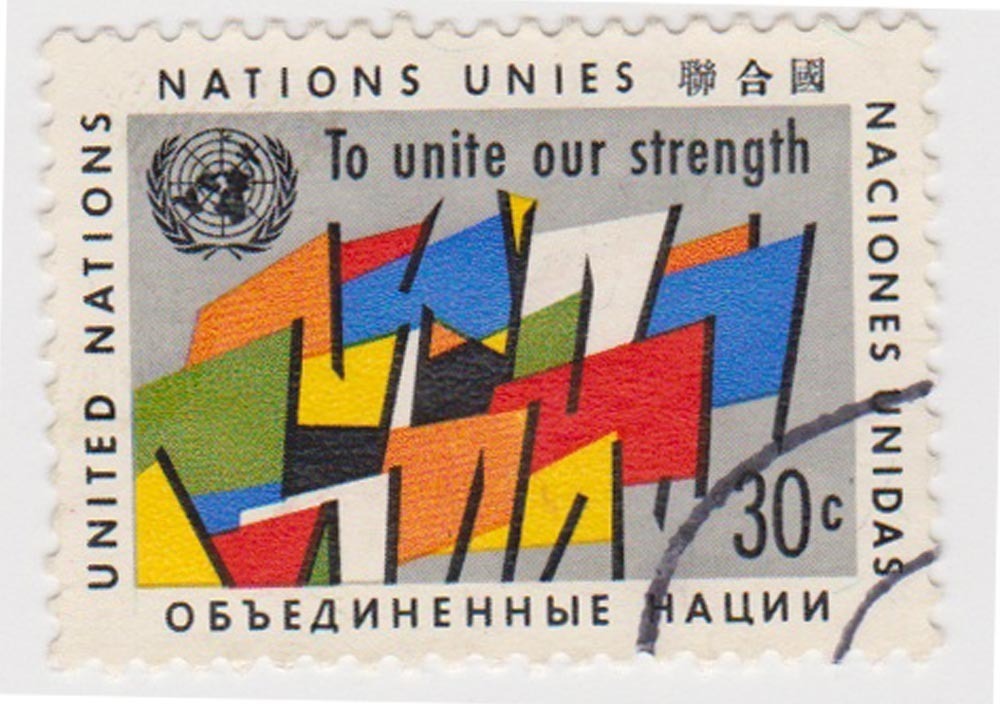 NATIONS UNIES 聯合國
UNITED NATIONS
To unite our strength
NACIONES UNIDAS
30c
ОБЪЕДИНЕННЫЕ НАЦИИ